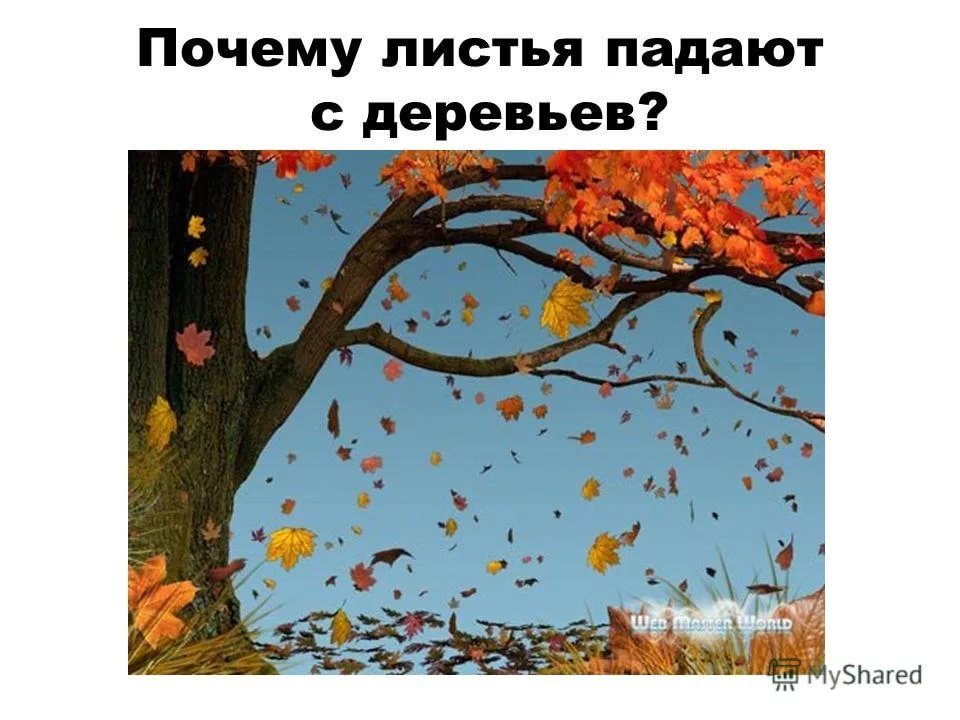 Почему листья падают
с деревьев?
WEB MASTER WORLD
MyShared